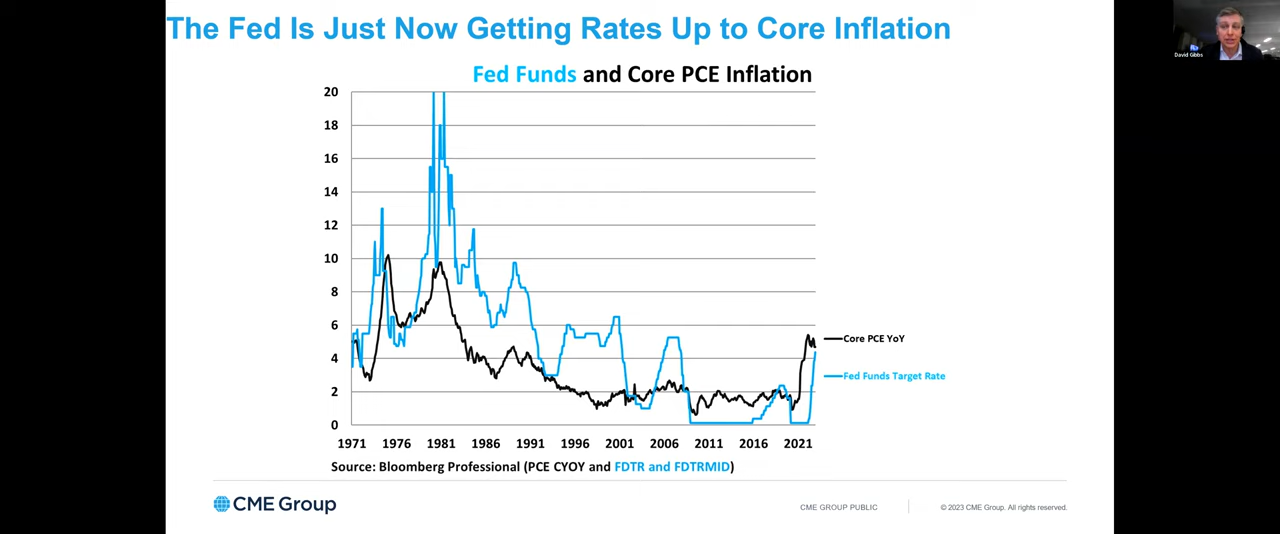 The Fed Is Just Now Getting Rates Up to Core Inflation
David Gibbs
Fed Funds and Core PCE Inflation
20
18
16
14
12
10
8
6
4
2
0
1971 1976 1981 1986 1991 1996 2001 2006 2011 2016 2021
Core PCE YoY
Fed Funds Target Rate
Source: Bloomberg Professional (PCE CYOY and FDTR and FDTRMID)
CME Group
CME GROUP PUBLIC
© 2023 CME Group. All rights reserved.